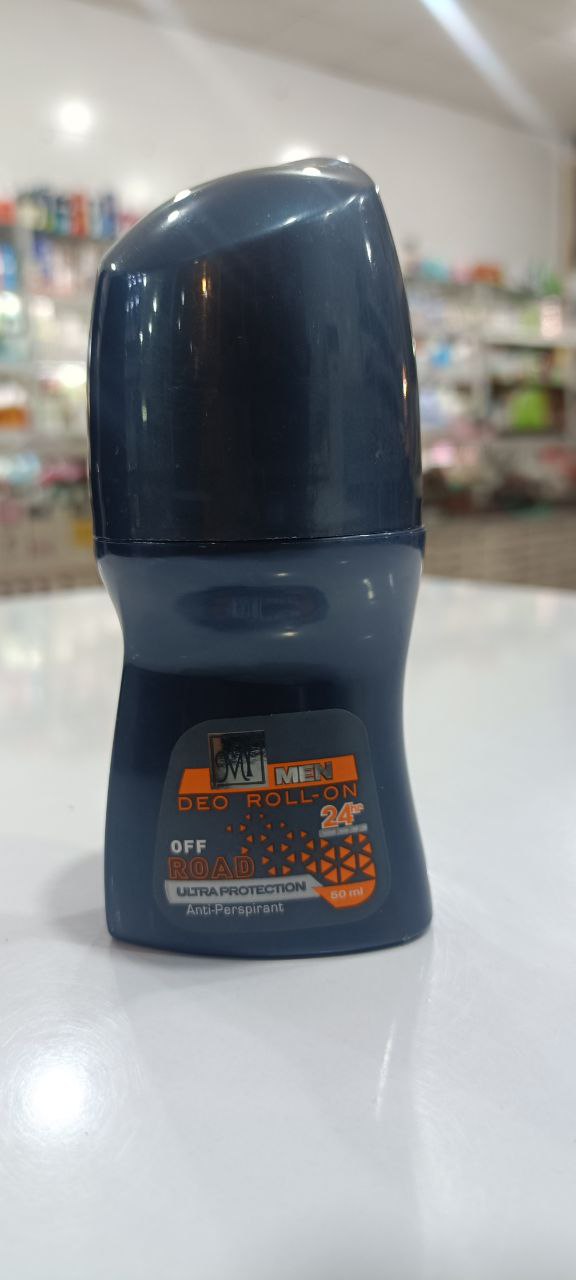 MEN
DEO ROLL-ON
24hr
OFF
ROAD
ULTRA PROTECTION
50 ml
Anti-Perspirant